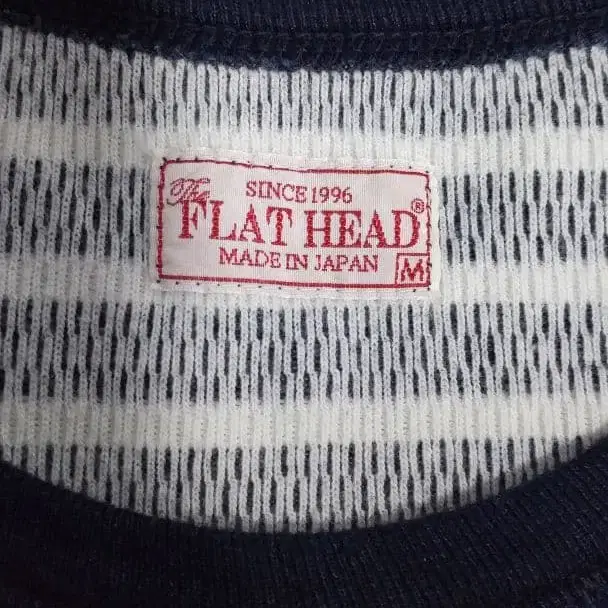 SINCE 1996
The
FLAT HEAD®
MADE IN JAPAN
M